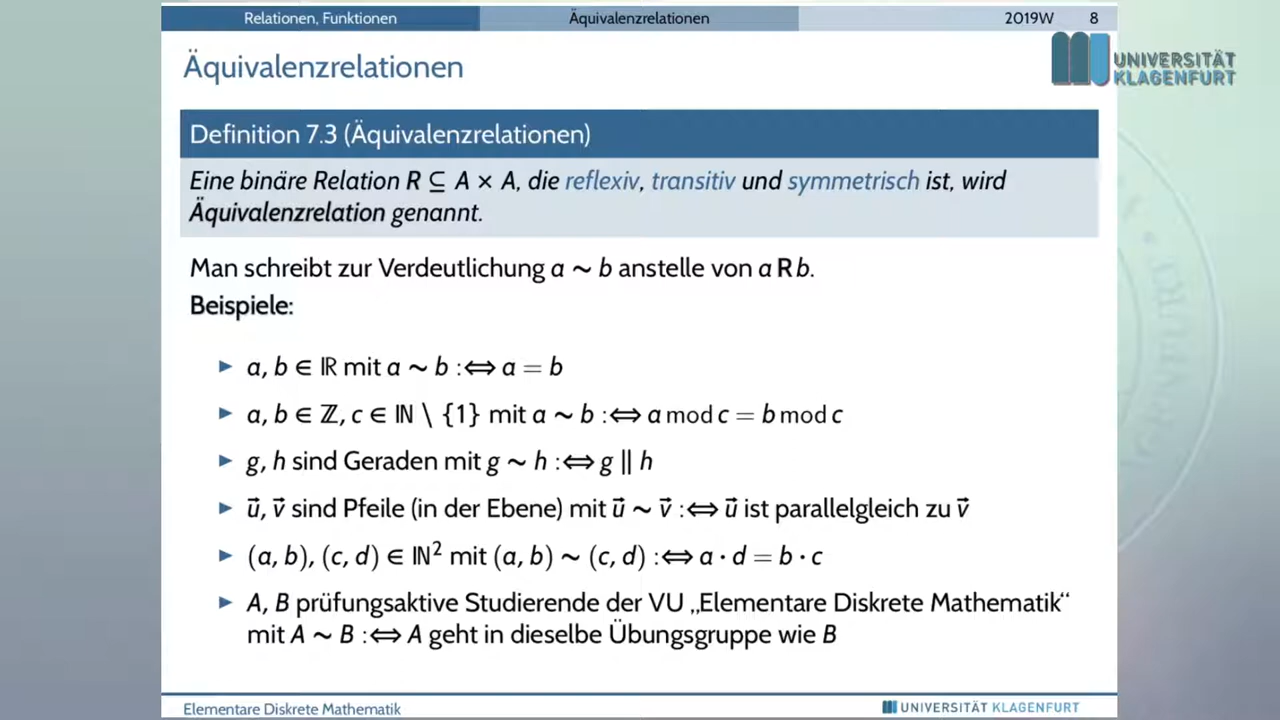 Relationen, Funktionen Äquivalenzrelationen 2019W 8
UNIVERSITÄT
KLAGENFURT
Äquivalenzrelationen
Definition 7.3 (Äquivalenzrelationen)
Eine binäre Relation R ⊆ A × A, die reflexiv, transitiv und symmetrisch ist, wird
Äquivalenzrelation genannt.
Man schreibt zur Verdeutlichung a ~ b anstelle von a R b.
Beispiele:
▶ a, b ∈ ℝ mit a ~ b :⟺ a = b
▶ a, b ∈ ℤ, c ∈ ℕ \ {1} mit a ~ b :⟺ a mod c = b mod c
▶ g, h sind Geraden mit g ~ h :⟺ g ∥ h
▶ u⃗, v⃗ sind Pfeile (in der Ebene) mit u⃗ ~ v⃗ :⟺ u⃗ ist parallelgleich zu v⃗
▶ (a, b), (c, d) ∈ ℕ² mit (a, b) ~ (c, d) :⟺ a · d = b · c
▶ A, B prüfungsaktive Studierende der VU „Elementare Diskrete Mathematik“
mit A ~ B :⟺ A geht in dieselbe Übungsgruppe wie B
Elementare Diskrete Mathematik UNIVERSITÄT KLAGENFURT